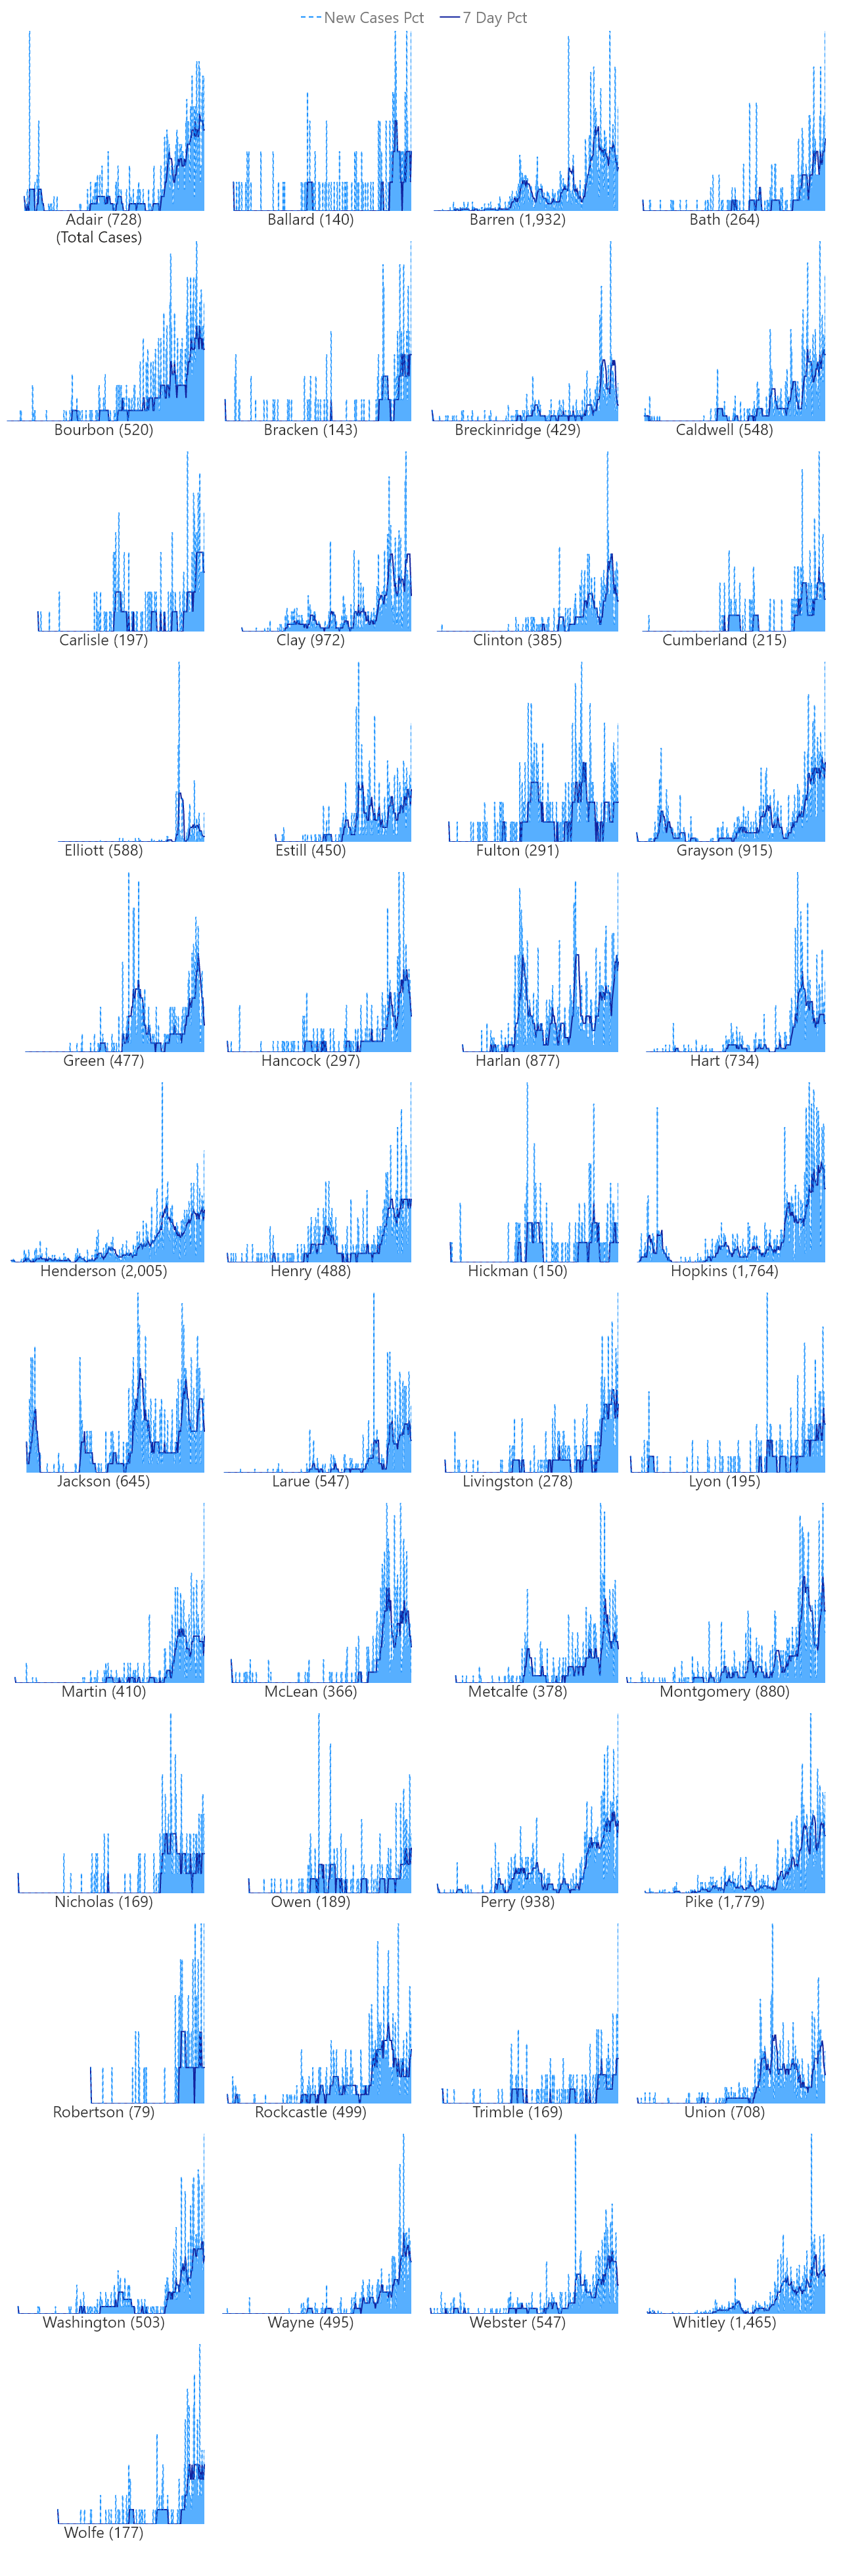 New Cases Pct 7 Day Pct
Adair (728) Ballard (140) Barren (1,932) Bath (264)
(Total Cases)
Bourbon (520) Bracken (143) Breckinridge (429) Caldwell (548)
Carlisle (197) Clay (972) Clinton (385) Cumberland (215)
Elliott (588) Estill (450) Fulton (291) Grayson (915)
Green (477) Hancock (297) Harlan (877) Hart (734)
Henderson (2,005) Henry (488) Hickman (150) Hopkins (1,764)
Jackson (645) Larue (547) Livingston (278) Lyon (195)
Martin (410) McLean (366) Metcalfe (378) Montgomery (880)
Nicholas (169) Owen (189) Perry (938) Pike (1,779)
Robertson (79) Rockcastle (499) Trimble (169) Union (708)
Washington (503) Wayne (495) Webster (547) Whitley (1,465)
Wolfe (177)